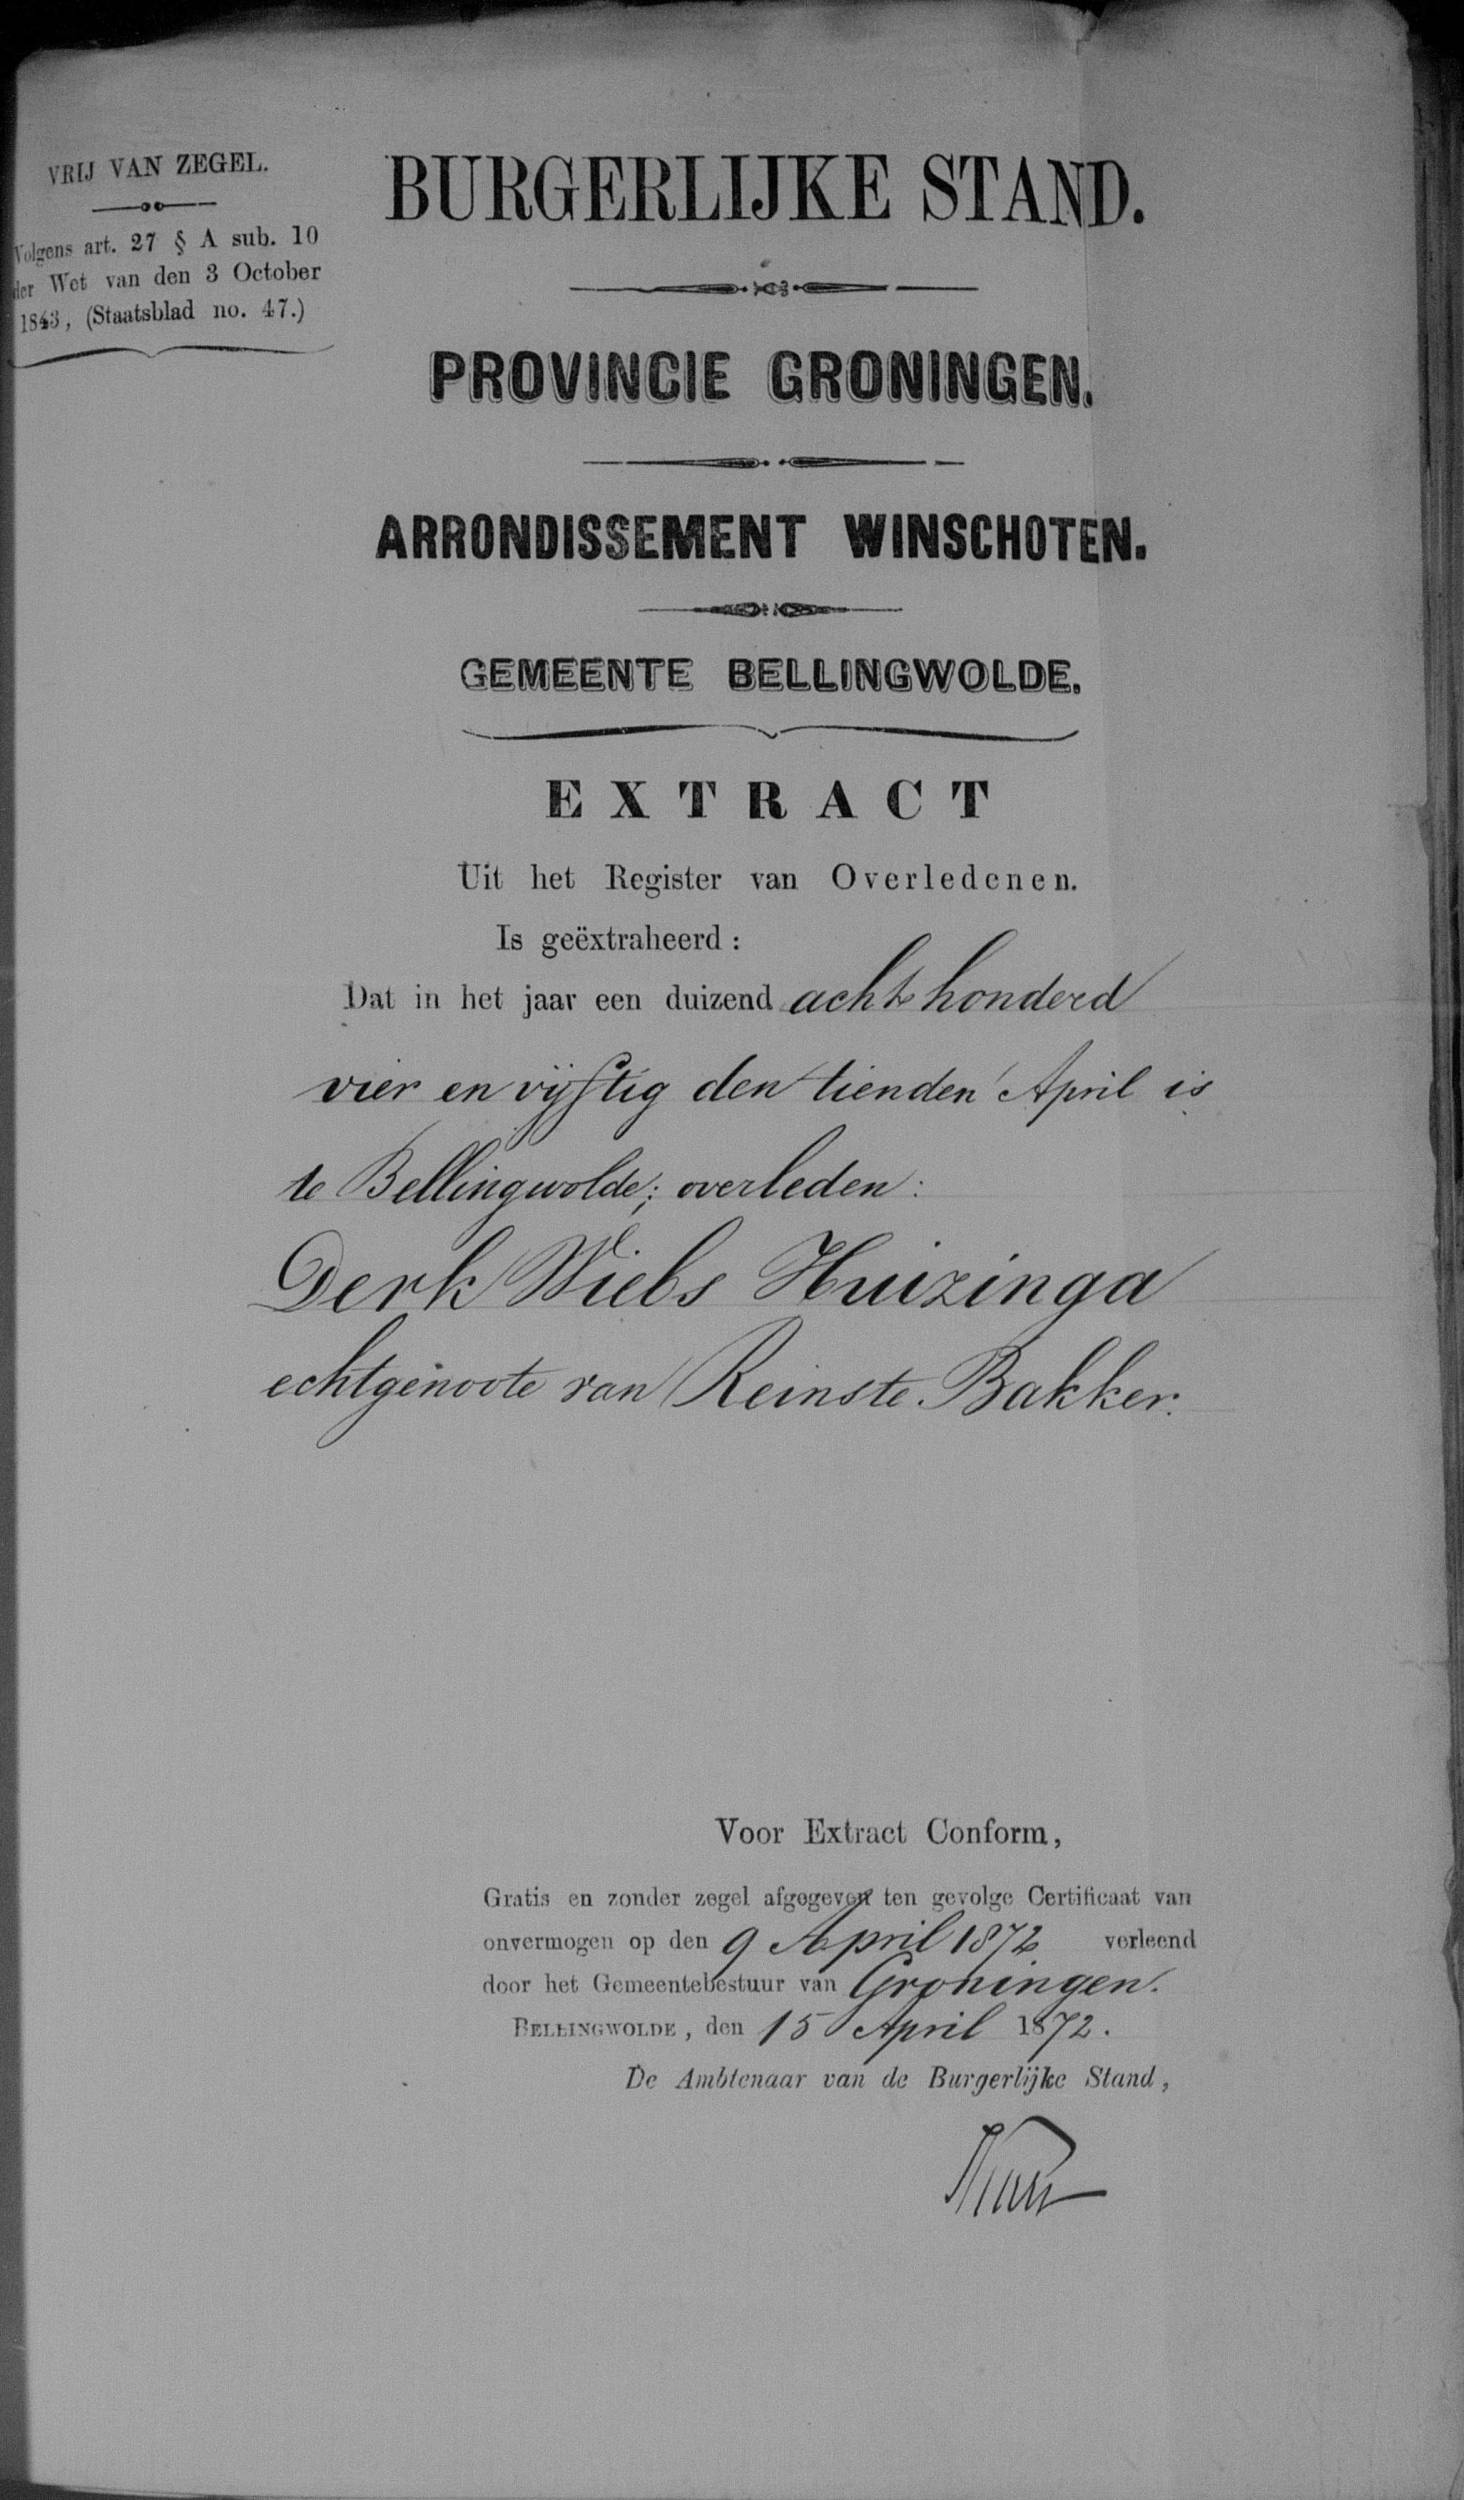 VRIJ VAN ZEGEL.
Volgens art. 27 § A sub. 10
der Wet van den 3 October
1843, (Staatsblad no. 47.)
BURGERLIJKE STAND.
PROVINCIE GRONINGEN.
ARRONDISSEMENT WINSCHOTEN.
GEMEENTE BELLINGWOLDE.
EXTRACT
Uit het Register van Overledenen.
Is geëxtraheerd:
Dat in het jaar een duizend acht honderd
vier en vijftig den tienden April is
te Bellingwolde; overleden:
Derk Wiebs Huizinga
echtgenoote van Reinste Bakker.
Voor Extract Conform,
Gratis en zonder zegel afgegeven ten gevolge Certificaat van
onvermogen op den 9 April 1872 verleend
door het Gemeentebestuur van Groningen.
BELLINGWOLDE, den 15 April 1872.
De Ambtenaar van de Burgerlijke Stand,